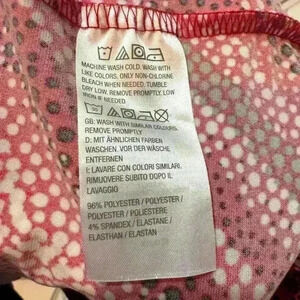 MACHINE WASH COLD. WASH WITH
LIKE COLORS. ONLY NON-CHLORINE
BLEACH WHEN NEEDED. TUMBLE
DRY LOW. REMOVE PROMPTLY. LOW
IRON IF NEEDED
30
GB: WASH WITH SIMILAR COLOURS.
REMOVE PROMPTLY
D: MIT ÄHNLICHEN FARBEN
WASCHEN. VOR DER WÄSCHE
ENTFERNEN
I: LAVARE CON COLORI SIMILARI.
RIMUOVERE SUBITO DOPO IL
LAVAGGIO
96% POLYESTER / POLYESTER /
POLYESTER / POLIESTERE
4% SPANDEX / ELASTANE /
ELASTHAN / ELASTAN